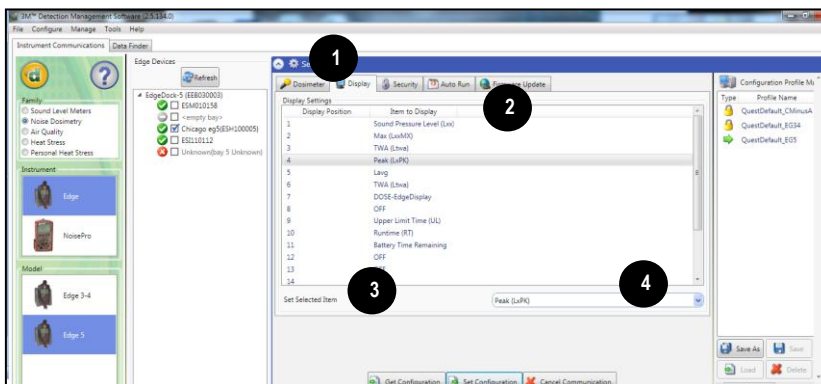 3M™ Detection Management Software (2.5.134.0)
File Configure Manage Tools Help
Instrument Communications Data Finder
Family
Sound Level Meters
Noise Dosimetry
Air Quality
Heat Stress
Personal Heat Stress
Instrument
Edge
NoisePro
Model
Edge 3-4
Edge 5
Edge Devices
Refresh
EdgeDock-5 (EEB030003)
ESM010158
<empty bay>
Chicago eg5(ESH100005)
ESI110112
Unknown(bay 5 Unknown)
1
Dosimeter Display Security Auto Run Firmware Update
2
Display Settings
Display Position Item to Display
1 Sound Pressure Level (Lxx)
2 Max (LxxMX)
3 TWA (Ltwa)
4 Peak (LxPK)
5 Lavg
6 TWA (Ltwa)
7 DOSE-EdgeDisplay
8 OFF
9 Upper Limit Time (UL)
10 Runtime (RT)
11 Battery Time Remaining
12 OFF
13
14
3
4
Set Selected Item Peak (LxPK)
Get Configuration Set Configuration Cancel Communication
Configuration Profile
Type Profile Name
QuestDefault_CMinusA
QuestDefault_EG34
QuestDefault_EG5
Save As Save
Load Delete